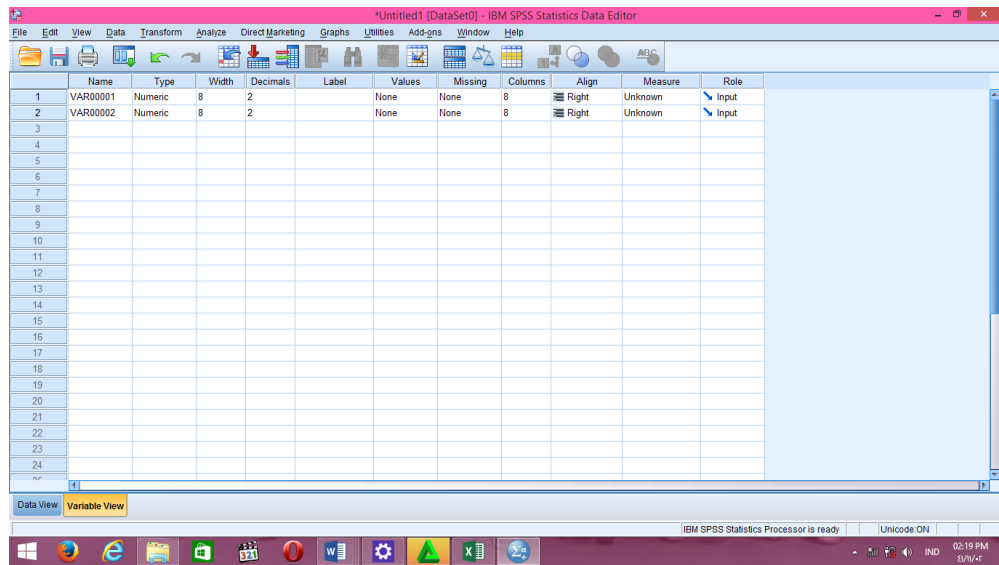 *Untitled1 [DataSet0] - IBM SPSS Statistics Data Editor
File Edit View Data Transform Analyze Direct Marketing Graphs Utilities Add-ons Window Help
Name Type Width Decimals Label Values Missing Columns Align Measure Role
1 VAR00001 Numeric 8 2 None None 8 Right Unknown Input
2 VAR00002 Numeric 8 2 None None 8 Right Unknown Input
3
4
5
6
7
8
9
10
11
12
13
14
15
16
17
18
19
20
21
22
23
24
Data View Variable View
IBM SPSS Statistics Processor is ready Unicode:ON
IND 02:19 PM